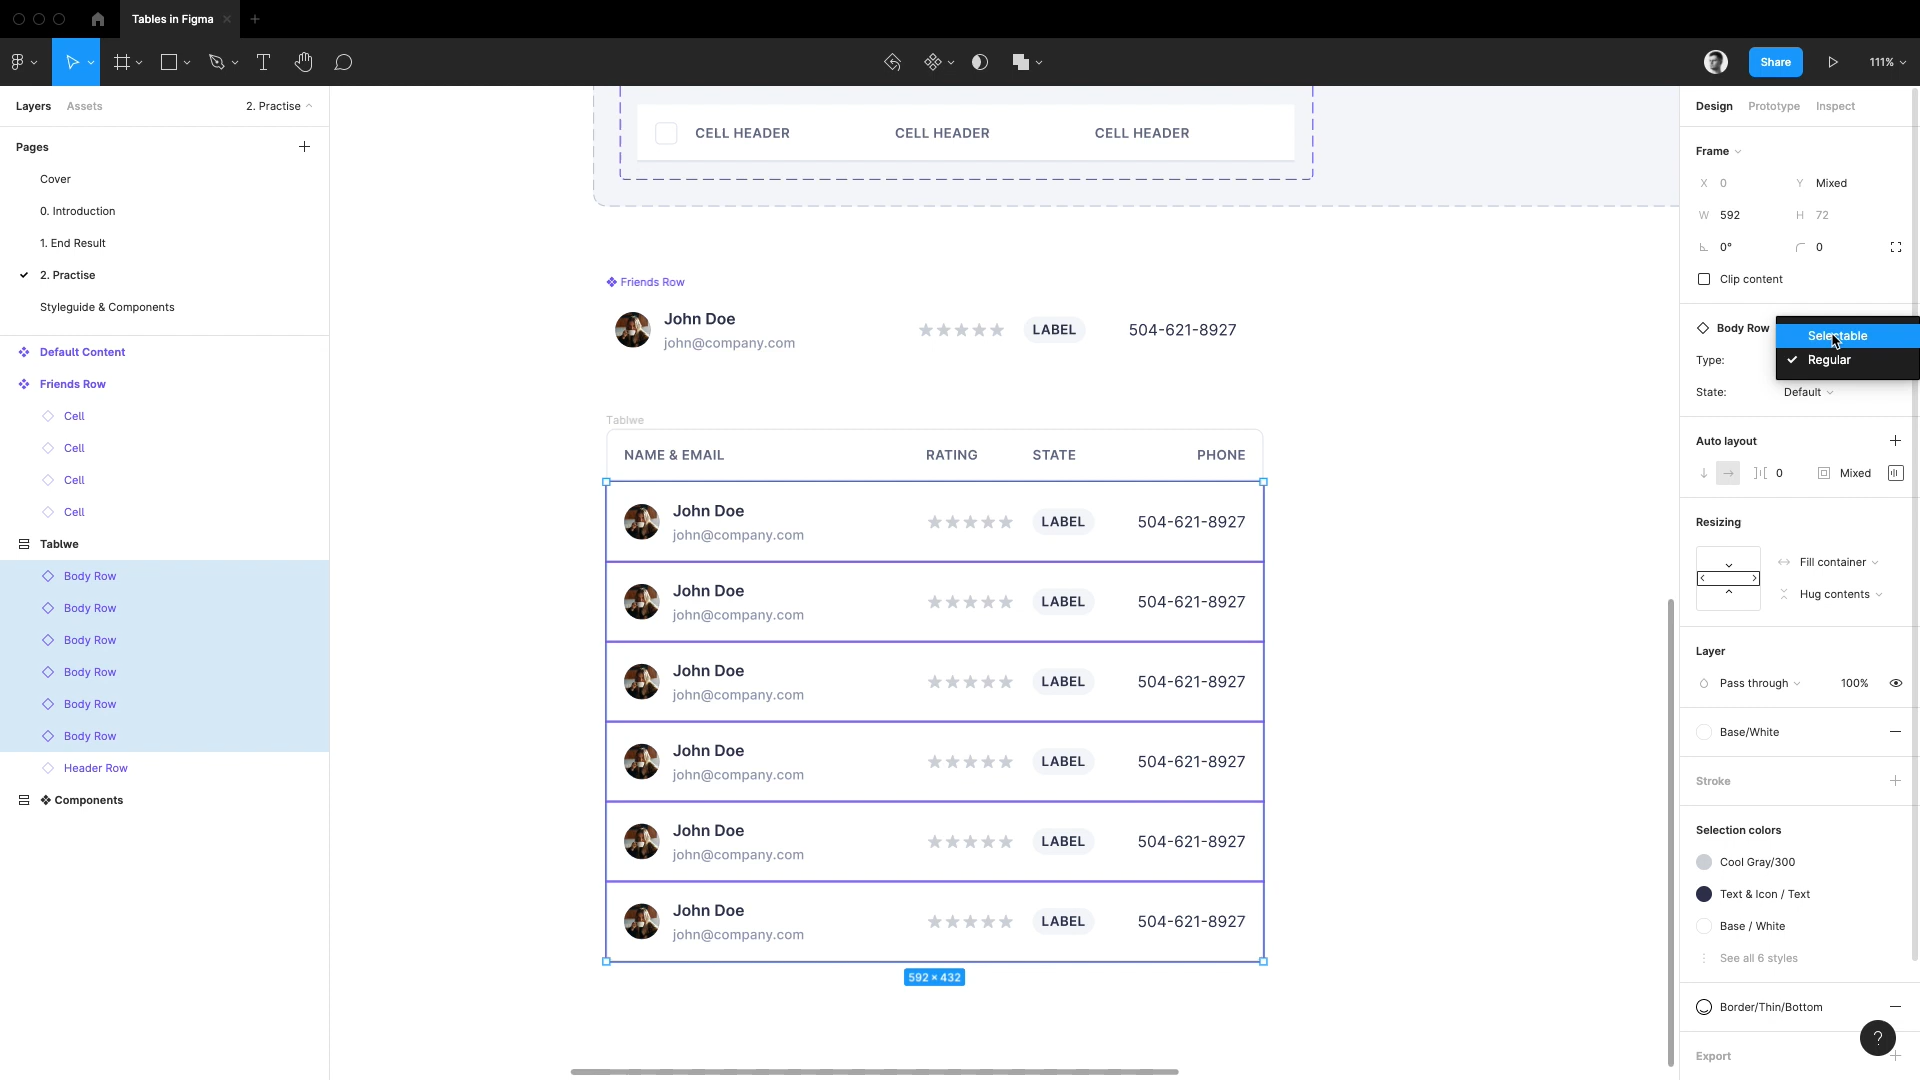 Tables in Figma
Share
111%
Layers
Assets
2. Practise
Pages
Cover
0. Introduction
1. End Result
2. Practise
Styleguide & Components
Default Content
Friends Row
Cell
Cell
Cell
Cell
Tablwe
Body Row
Body Row
Body Row
Body Row
Body Row
Body Row
Header Row
Components
CELL HEADER
CELL HEADER
CELL HEADER
Friends Row
John Doe
john@company.com
LABEL
504-621-8927
Tablwe
NAME & EMAIL
RATING
STATE
PHONE
John Doe
john@company.com
LABEL
504-621-8927
John Doe
john@company.com
LABEL
504-621-8927
John Doe
john@company.com
LABEL
504-621-8927
John Doe
john@company.com
LABEL
504-621-8927
John Doe
john@company.com
LABEL
504-621-8927
John Doe
john@company.com
LABEL
504-621-8927
592 × 432
Design
Prototype
Inspect
Frame
X 0
Y Mixed
W 592
H 72
0°
0
Clip content
Body Row
Selectable
Regular
Type:
State:
Default
Auto layout
0
Mixed
Resizing
Fill container
Hug contents
Layer
Pass through
100%
Base/White
Stroke
Selection colors
Cool Gray/300
Text & Icon / Text
Base / White
See all 6 styles
Border/Thin/Bottom
?
Export